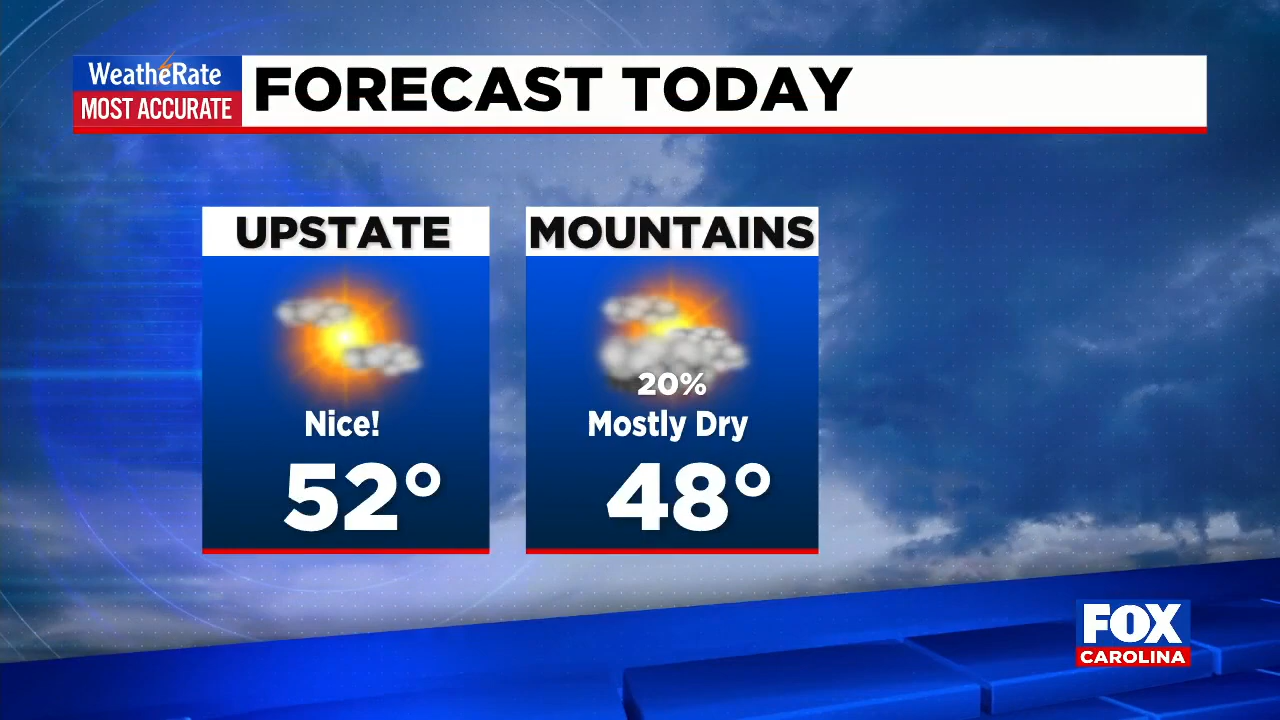 WeatheRate
MOST ACCURATE
FORECAST TODAY
UPSTATE
Nice!
52°
MOUNTAINS
20%
Mostly Dry
48°
FOX
CAROLINA